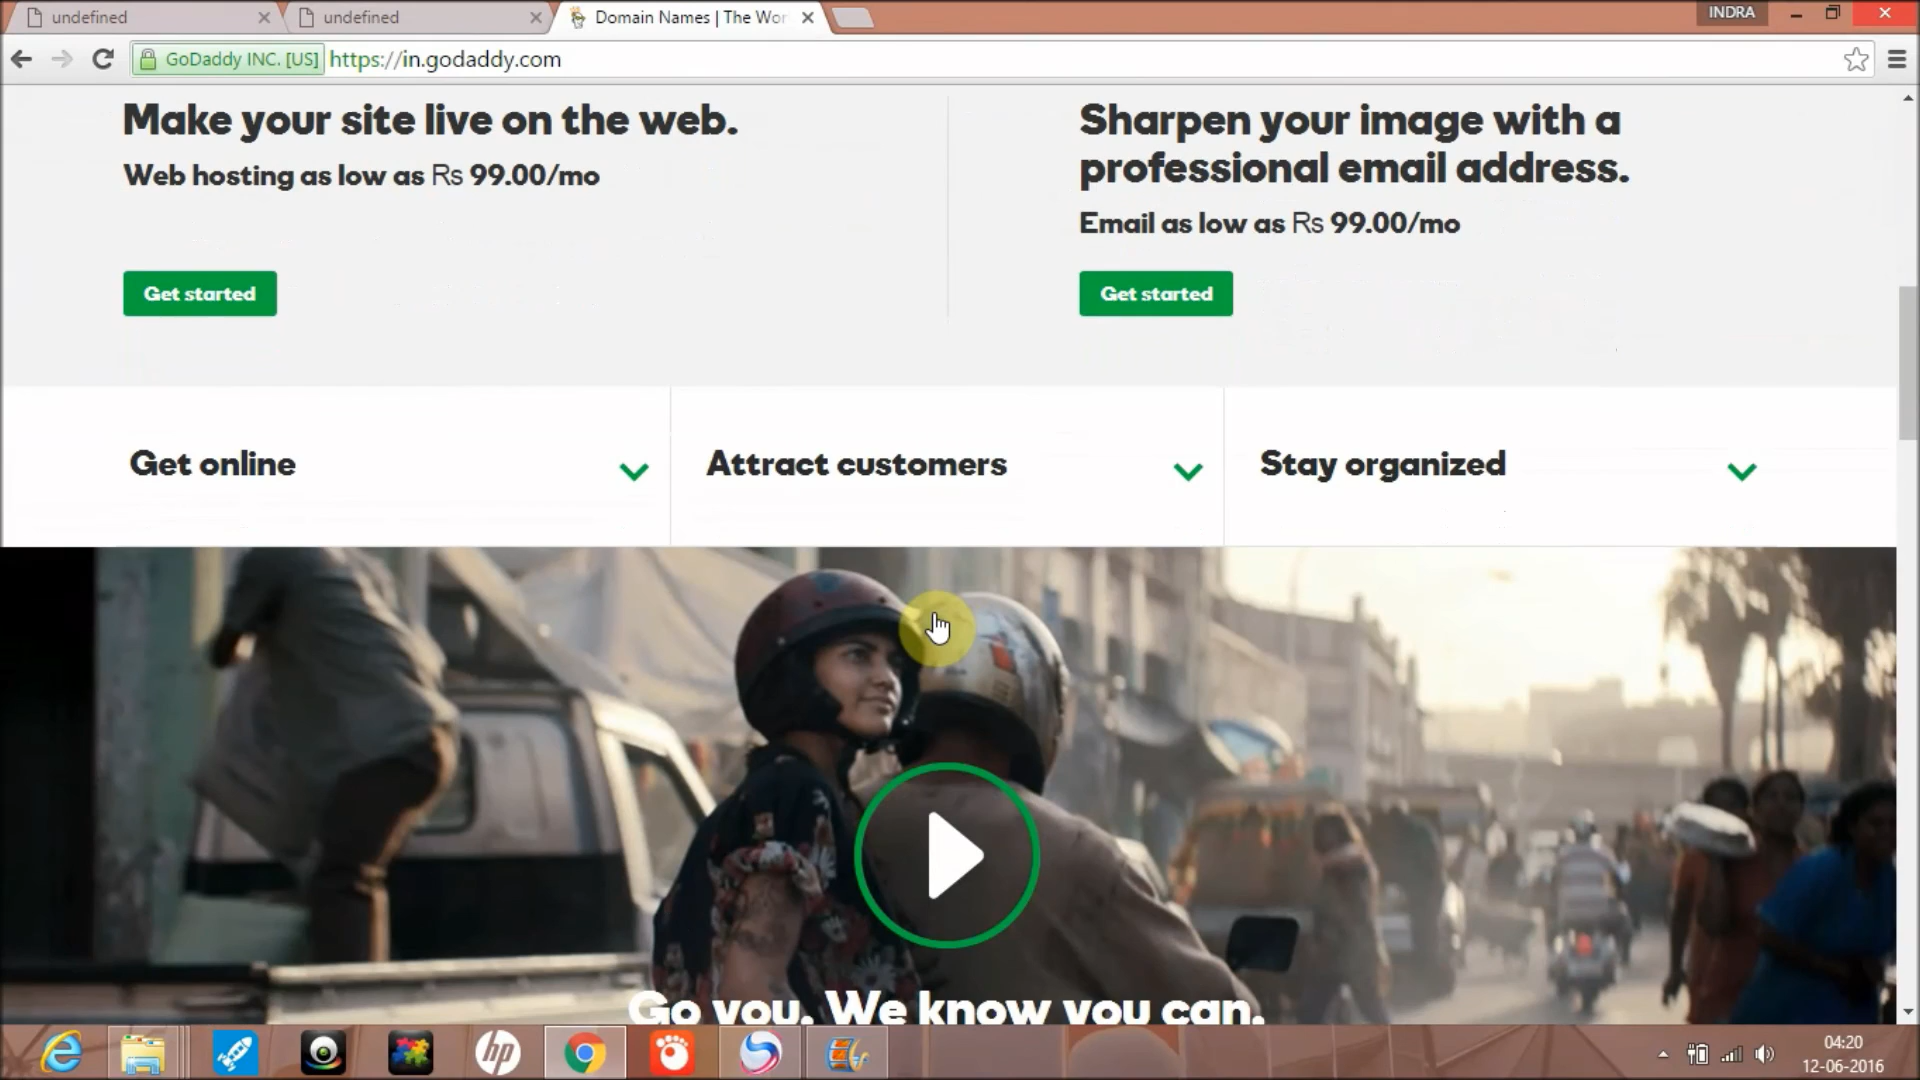 undefined
undefined
Domain Names | The Wor
INDRA
GoDaddy INC. [US]
https://in.godaddy.com
Make your site live on the web.
Web hosting as low as Rs 99.00/mo
Get started
Sharpen your image with a
professional email address.
Email as low as Rs 99.00/mo
Get started
Get online
Attract customers
Stay organized
Go you. We know you can.
hp
04:20
12-06-2016